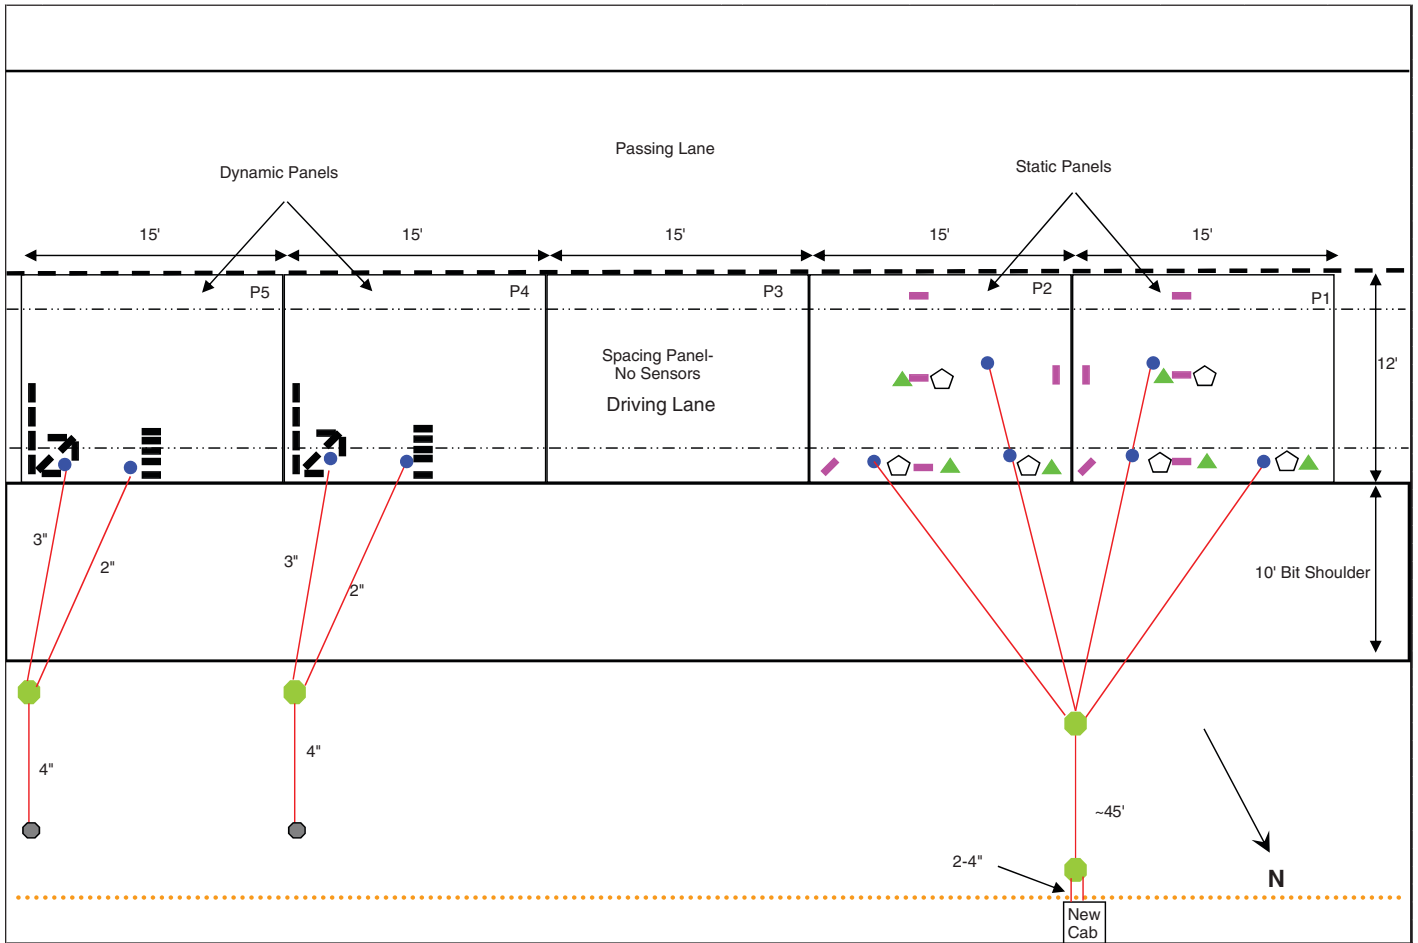 Passing Lane
Dynamic Panels
Static Panels
15'
15'
15'
15'
15'
P5
P4
P3
P2
P1
Spacing Panel-
No Sensors
Driving Lane
12'
3"
2"
3"
2"
10' Bit Shoulder
4"
4"
~45'
2-4"
N
New
Cab